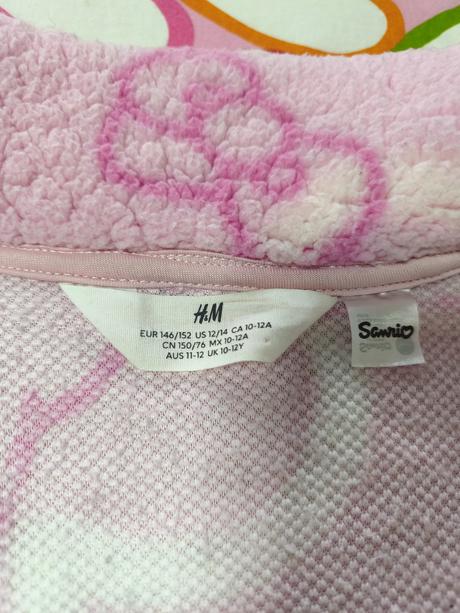 H&M
EUR 146/152 US 12/14 CA 10-12A
CN 150/76 MX 10-12A
AUS 11-12 UK 10-12Y
Sanrio